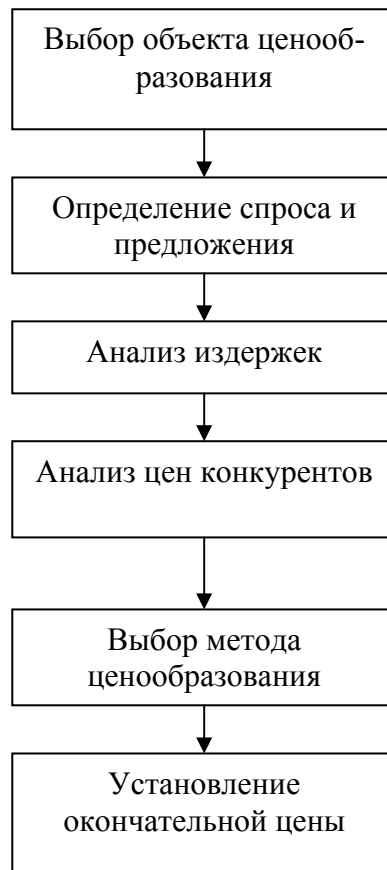 Выбор объекта ценооб-
разования
Определение спроса и
предложения
Анализ издержек
Анализ цен конкурентов
Выбор метода
ценообразования
Установление
окончательной цены